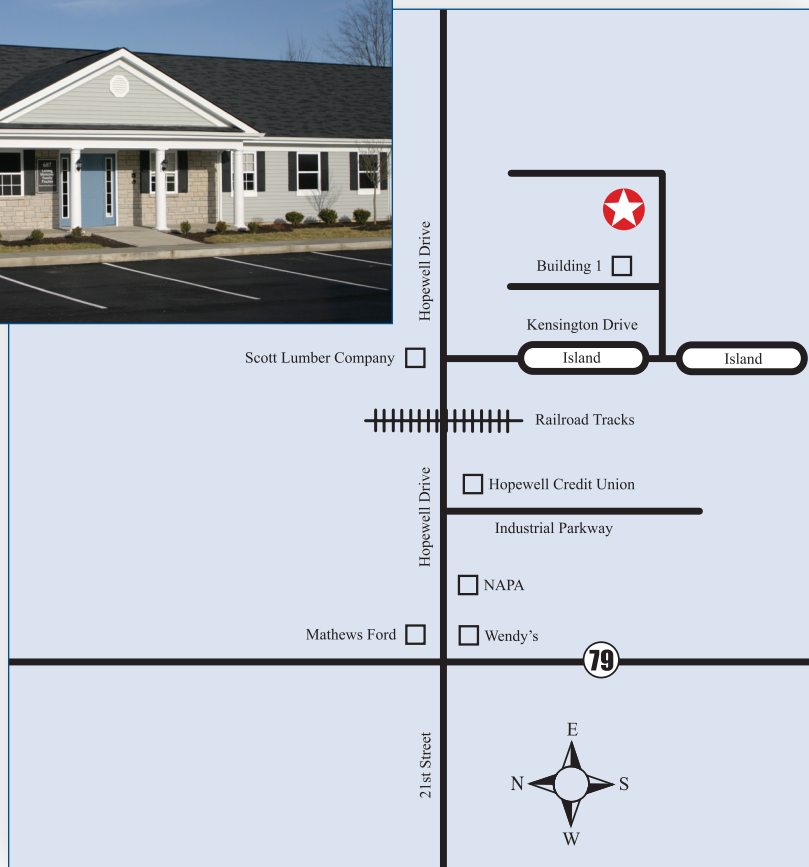 607
Hopewell Drive
Building 1
Kensington Drive
Scott Lumber Company
Island
Island
Railroad Tracks
Hopewell Drive
Hopewell Credit Union
Industrial Parkway
NAPA
Mathews Ford
Wendy's
79
21st Street
E
N
S
W